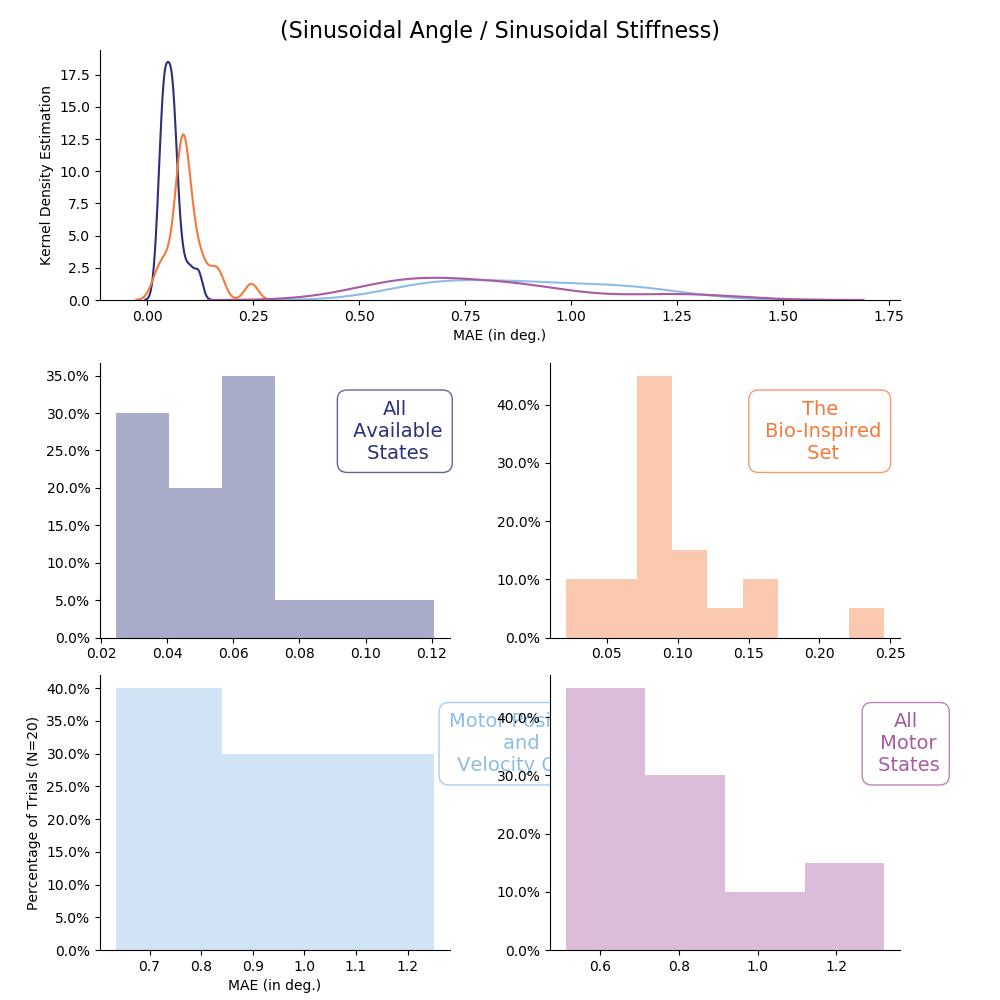 (Sinusoidal Angle / Sinusoidal Stiffness)
Kernel Density Estimation
17.5
15.0
12.5
10.0
7.5
5.0
2.5
0.0
0.00 0.25 0.50 0.75 1.00 1.25 1.50 1.75
MAE (in deg.)
35.0%
30.0%
25.0%
20.0%
15.0%
10.0%
5.0%
0.0%
0.02 0.04 0.06 0.08 0.10 0.12
All
Available
States
40.0%
30.0%
20.0%
10.0%
0.0%
0.05 0.10 0.15 0.20 0.25
The
Bio-Inspired
Set
Percentage of Trials (N=20)
40.0%
35.0%
30.0%
25.0%
20.0%
15.0%
10.0%
5.0%
0.0%
0.7 0.8 0.9 1.0 1.1 1.2
MAE (in deg.)
Motor
and
Velocity
40.0%
30.0%
20.0%
10.0%
0.0%
0.6 0.8 1.0 1.2
All
Motor
States